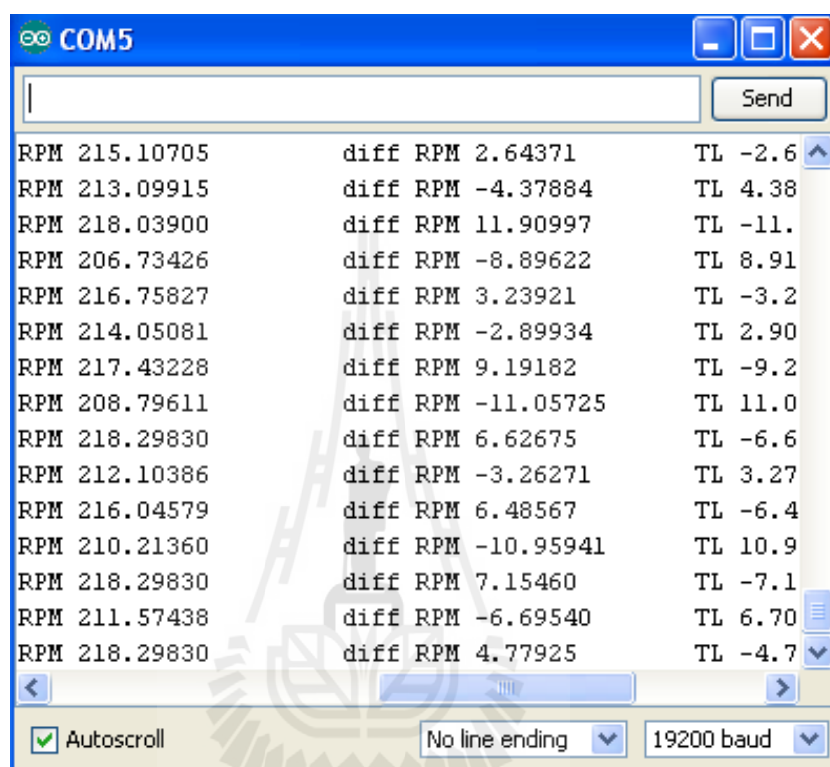 COM5
Send
RPM 215.10705 diff RPM 2.64371 TL -2.6
RPM 213.09915 diff RPM -4.37884 TL 4.38
RPM 218.03900 diff RPM 11.90997 TL -11.
RPM 206.73426 diff RPM -8.89622 TL 8.91
RPM 216.75827 diff RPM 3.23921 TL -3.2
RPM 214.05081 diff RPM -2.89934 TL 2.90
RPM 217.43228 diff RPM 9.19182 TL -9.2
RPM 208.79611 diff RPM -11.05725 TL 11.0
RPM 218.29830 diff RPM 6.62675 TL -6.6
RPM 212.10386 diff RPM -3.26271 TL 3.27
RPM 216.04579 diff RPM 6.48567 TL -6.4
RPM 210.21360 diff RPM -10.95941 TL 10.9
RPM 218.29830 diff RPM 7.15460 TL -7.1
RPM 211.57438 diff RPM -6.69540 TL 6.70
RPM 218.29830 diff RPM 4.77925 TL -4.7
Autoscroll No line ending 19200 baud